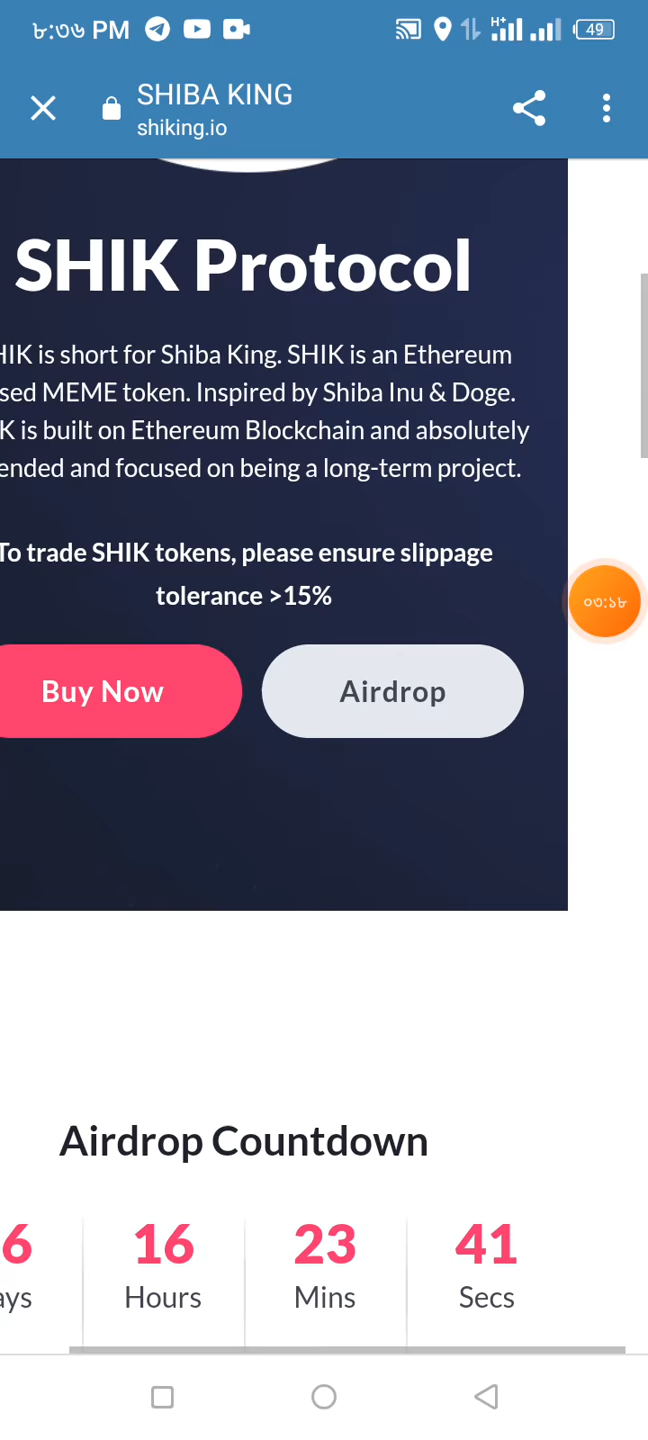 ৮:৩৬ PM
H+
49
SHIBA KING
shiking.io
SHIK Protocol
HIK is short for Shiba King. SHIK is an Ethereum
sed MEME token. Inspired by Shiba Inu & Doge.
K is built on Ethereum Blockchain and absolutely
ended and focused on being a long-term project.
To trade SHIK tokens, please ensure slippage
tolerance >15%
০৩:১৮
Buy Now
Airdrop
Airdrop Countdown
6 16 23 41
ays Hours Mins Secs